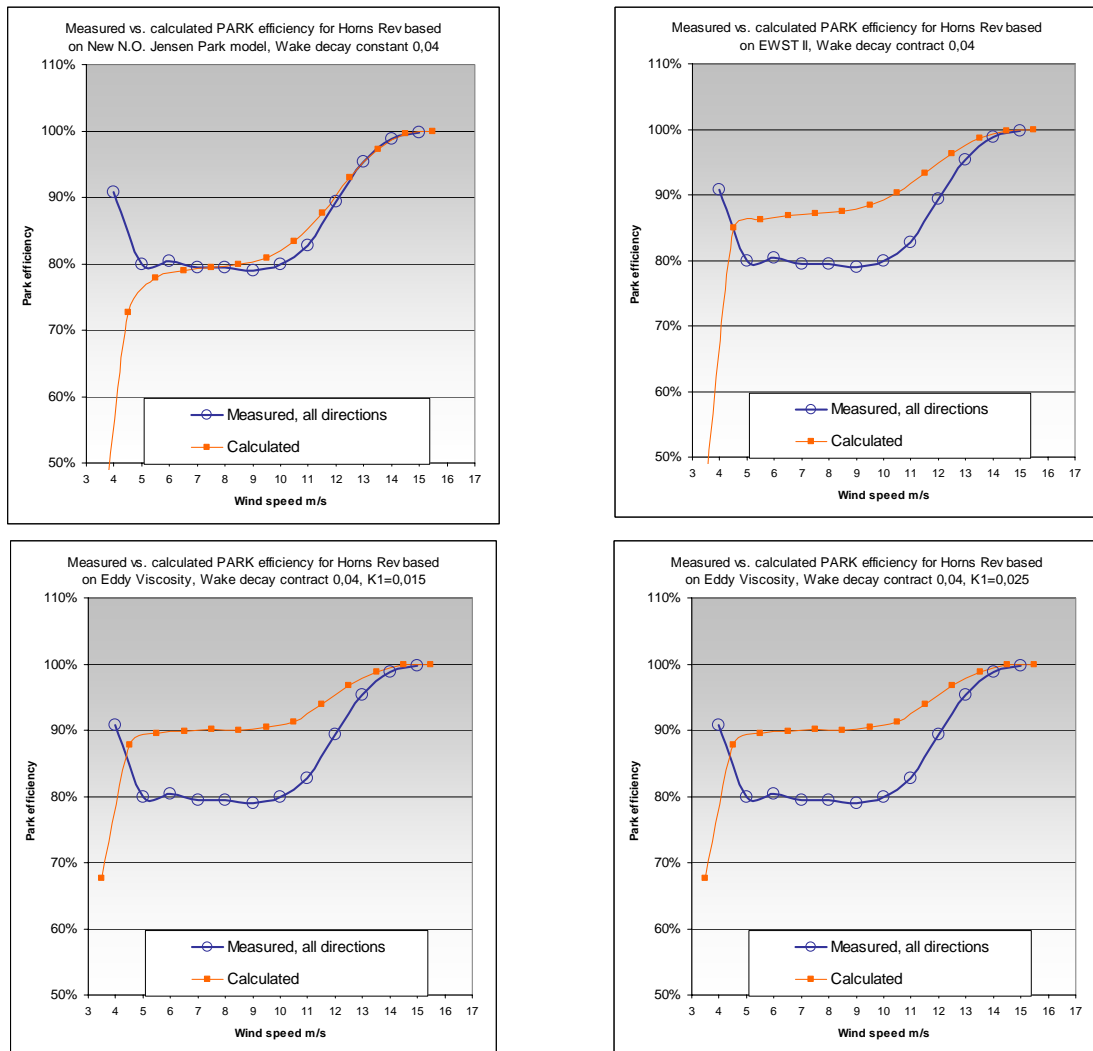 Measured vs. calculated PARK efficiency for Horns Rev based
on New N.O. Jensen Park model, Wake decay constant 0,04
110%
100%
90%
80%
70%
60%
50%
Park efficiency
Measured, all directions
Calculated
3 4 5 6 7 8 9 10 11 12 13 14 15 16 17
Wind speed m/s
Measured vs. calculated PARK efficiency for Horns Rev based
on EWST II, Wake decay contract 0,04
110%
100%
90%
80%
70%
60%
50%
Park efficiency
Measured, all directions
Calculated
3 4 5 6 7 8 9 10 11 12 13 14 15 16 17
Wind speed m/s
Measured vs. calculated PARK efficiency for Horns Rev based
on Eddy Viscosity, Wake decay contract 0,04, K1=0,015
110%
100%
90%
80%
70%
60%
50%
Park efficiency
Measured, all directions
Calculated
3 4 5 6 7 8 9 10 11 12 13 14 15 16 17
Wind speed m/s
Measured vs. calculated PARK efficiency for Horns Rev based
on Eddy Viscosity, Wake decay contract 0,04, K1=0,025
110%
100%
90%
80%
70%
60%
50%
Park efficiency
Measured, all directions
Calculated
3 4 5 6 7 8 9 10 11 12 13 14 15 16 17
Wind speed m/s